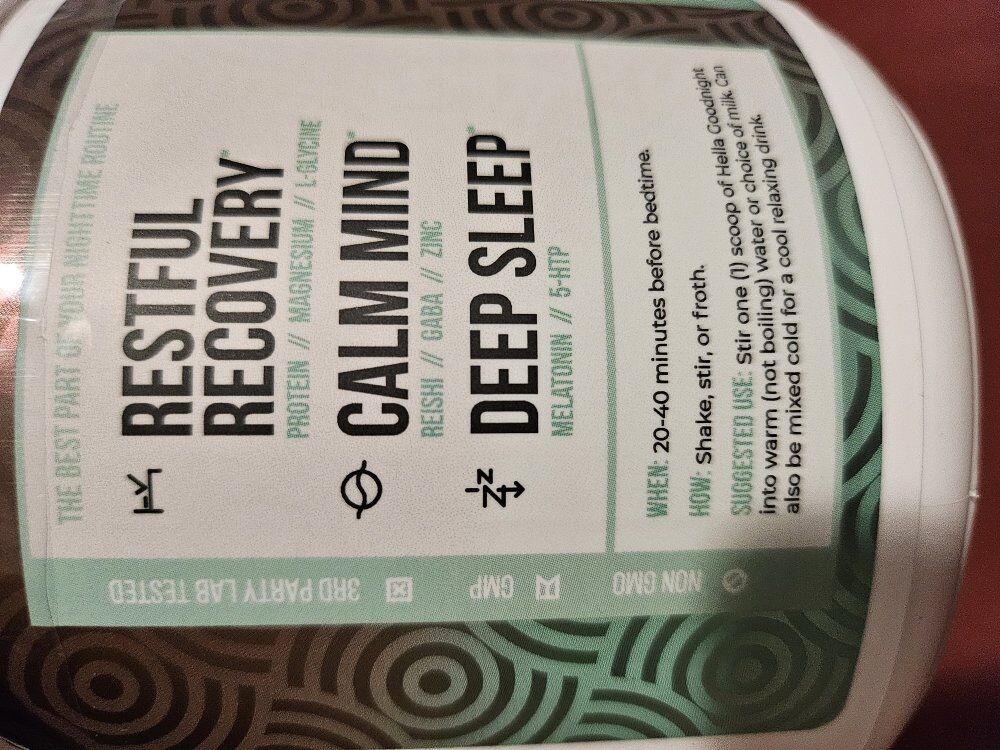 THE BEST PART OF YOUR NIGHTTIME ROUTINE
RESTFUL
RECOVERY*
PROTEIN // MAGNESIUM // L-GLYCINE
CALM MIND*
REISHI // GABA // ZINC
DEEP SLEEP*
MELATONIN // 5-HTP
WHEN: 20-40 minutes before bedtime.
HOW: Shake, stir, or froth.
SUGGESTED USE: Stir one (1) scoop of Hella Goodnight
into warm (not boiling) water or choice of milk. Can
also be mixed cold for a cool relaxing drink.
3RD PARTY LAB TESTED
GMP
NON GMO